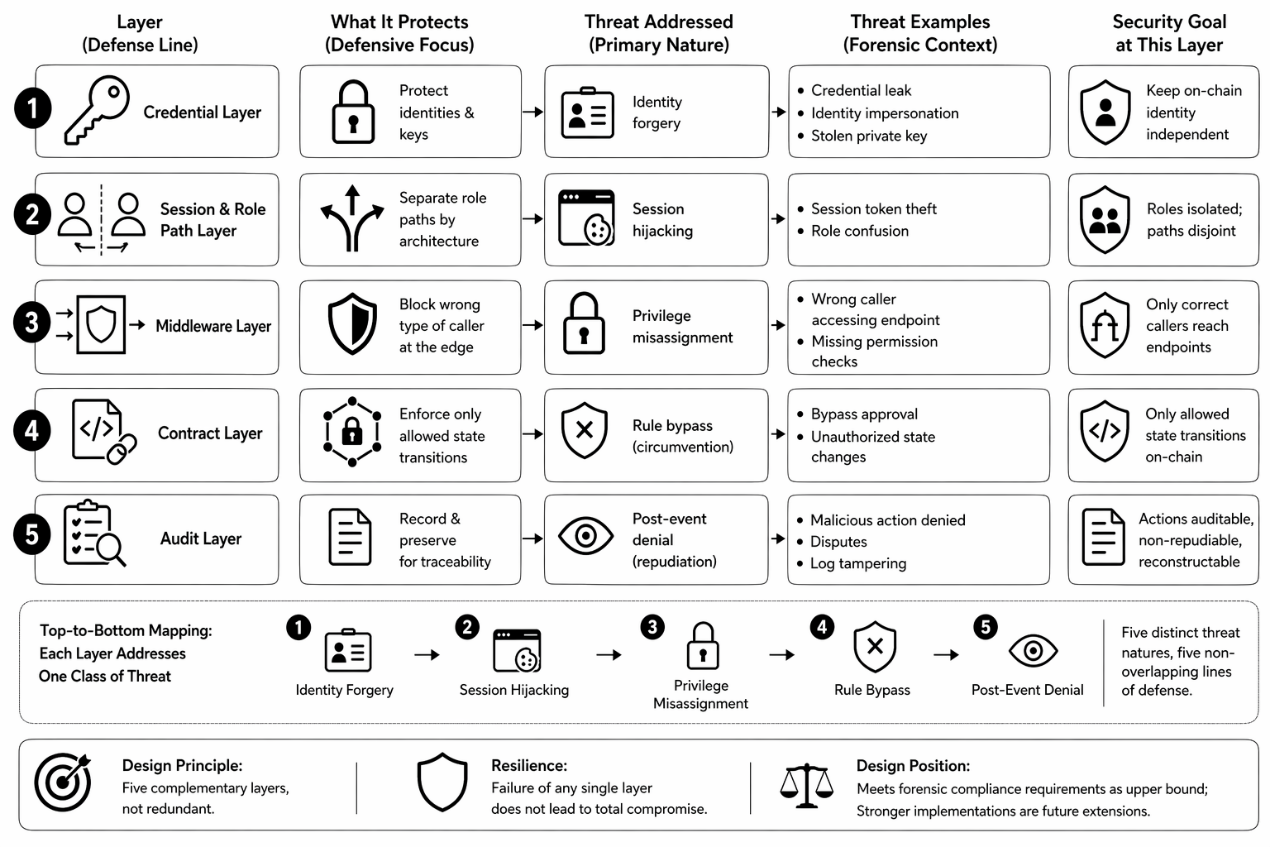 Layer
(Defense Line)
What It Protects
(Defensive Focus)
Threat Addressed
(Primary Nature)
Threat Examples
(Forensic Context)
Security Goal
at This Layer
1
Credential Layer
Protect
identities &
keys
Identity
forgery
• Credential leak
• Identity impersonation
• Stolen private key
Keep on-chain
identity
independent
2
Session & Role
Path Layer
Separate role
paths by
architecture
Session
hijacking
• Session token theft
• Role confusion
Roles isolated;
paths disjoint
3
Middleware Layer
Block wrong
type of caller
at the edge
Privilege
misassignment
• Wrong caller
accessing endpoint
• Missing permission
checks
Only correct
callers reach
endpoints
4
</>
Contract Layer
Enforce only
allowed state
transitions
Rule bypass
(circumvention)
• Bypass approval
• Unauthorized state
changes
</>
Only allowed
state transitions
on-chain
5
Audit Layer
Record &
preserve
for traceability
Post-event
denial
(repudiation)
• Malicious action denied
• Disputes
• Log tampering
Actions auditable,
non-repudiable,
reconstructable
Top-to-Bottom Mapping:
Each Layer Addresses
One Class of Threat
1
Identity Forgery
2
Session Hijacking
3
Privilege
Misassignment
4
Rule Bypass
5
Post-Event Denial
Five distinct threat
natures, five non-
overlapping lines
of defense.
Design Principle:
Five complementary layers,
not redundant.
Resilience:
Failure of any single layer
does not lead to total compromise.
Design Position:
Meets forensic compliance requirements as upper bound;
Stronger implementations are future extensions.